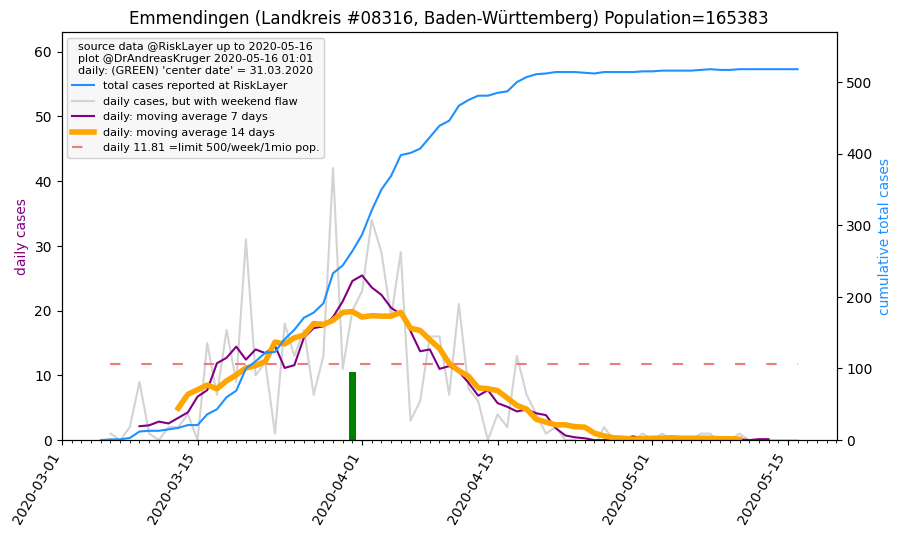 Emmendingen (Landkreis #08316, Baden-Württemberg) Population=165383
source data @RiskLayer up to 2020-05-16
plot @DrAndreasKruger 2020-05-16 01:01
daily: (GREEN) 'center date' = 31.03.2020
total cases reported at RiskLayer
daily cases, but with weekend flaw
daily: moving average 7 days
daily: moving average 14 days
daily 11.81 =limit 500/week/1mio pop.
daily cases
60
50
40
30
20
10
0
cumulative total cases
500
400
300
200
100
0
2020-03-01
2020-03-15
2020-04-01
2020-04-15
2020-05-01
2020-05-15